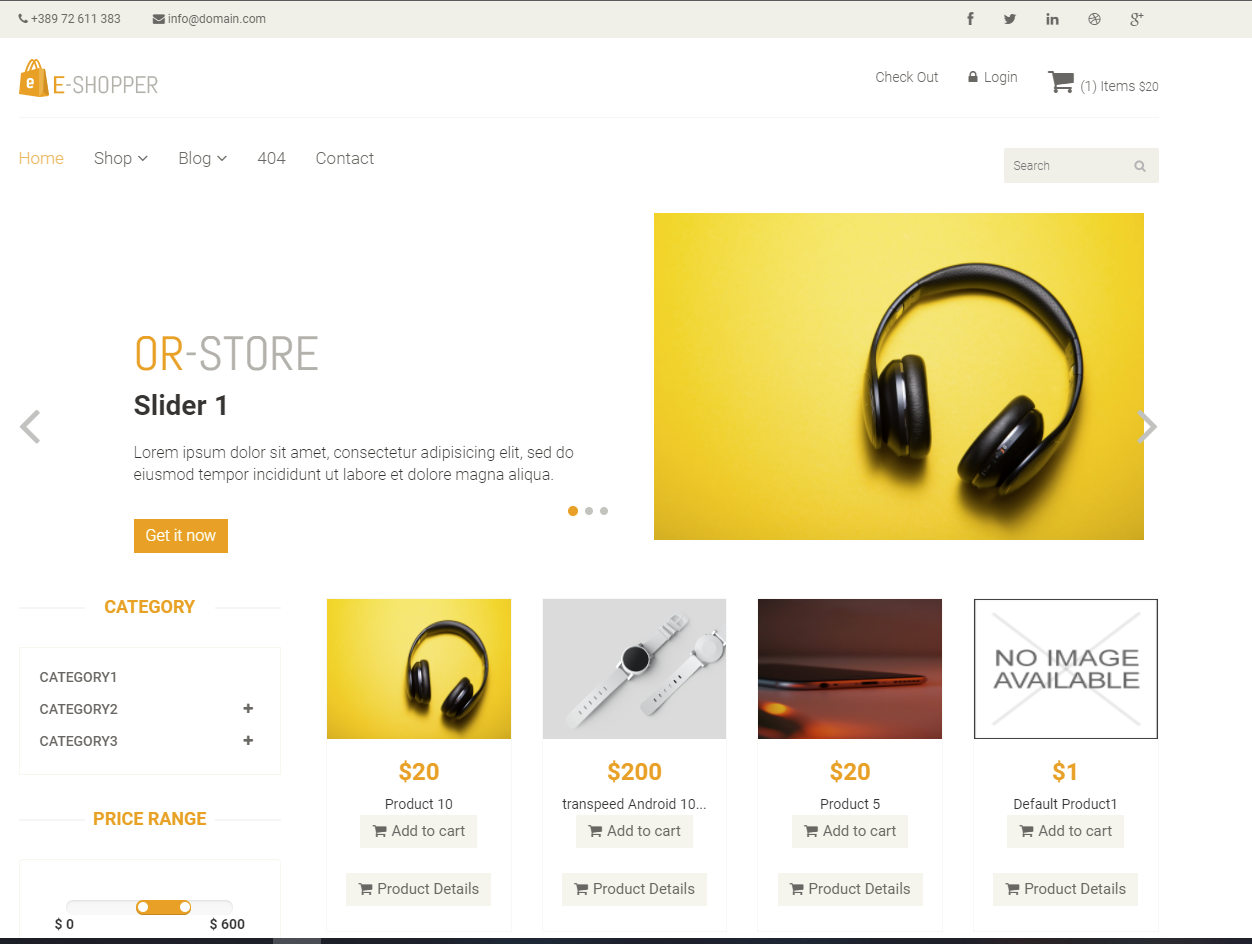 +389 72 611 383 info@domain.com
e E-SHOPPER
Check Out Login (1) Items $20
Home Shop Blog 404 Contact
Search
OR-STORE
Slider 1
Lorem ipsum dolor sit amet, consectetur adipisicing elit, sed do
eiusmod tempor incididunt ut labore et dolore magna aliqua.
Get it now
CATEGORY
CATEGORY1
CATEGORY2
CATEGORY3
PRICE RANGE
$ 0 $ 600
NO IMAGE
AVAILABLE
$20 $200 $20 $1
Product 10 transpeed Android 10... Product 5 Default Product1
Add to cart Add to cart Add to cart Add to cart
Product Details Product Details Product Details Product Details